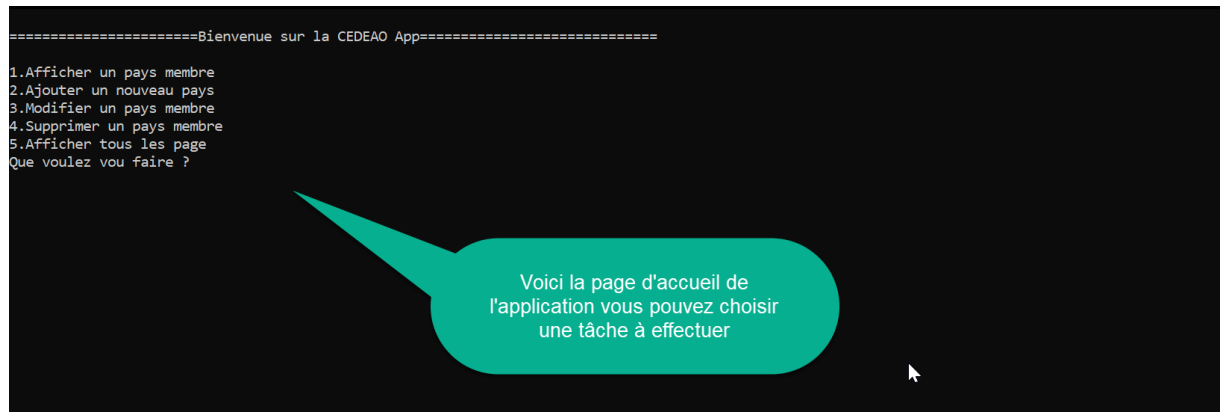 =======================Bienvenue sur la CEDEAO App=============================
1.Afficher un pays membre
2.Ajouter un nouveau pays
3.Modifier un pays membre
4.Supprimer un pays membre
5.Afficher tous les page
Que voulez vou faire ?
Voici la page d'accueil de
l'application vous pouvez choisir
une tâche à effectuer